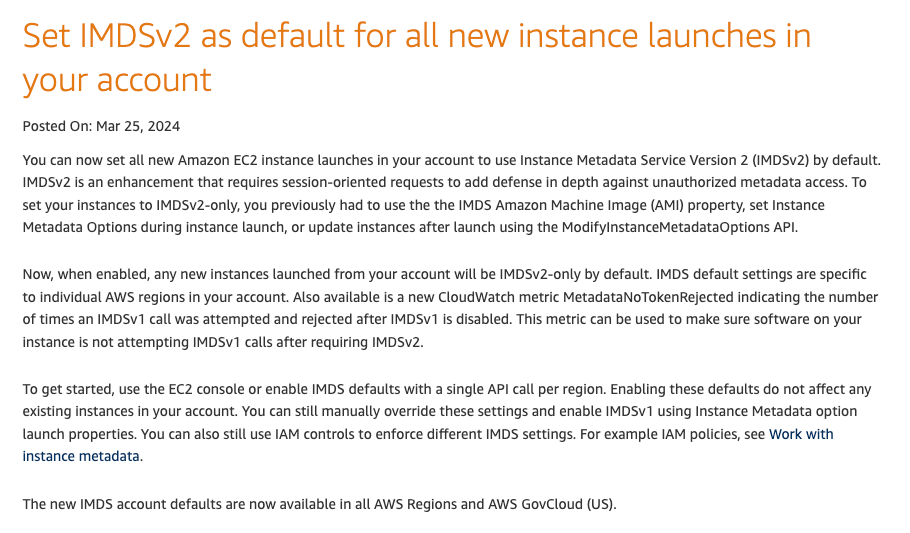 Set IMDSv2 as default for all new instance launches in
your account
Posted On: Mar 25, 2024
You can now set all new Amazon EC2 instance launches in your account to use Instance Metadata Service Version 2 (IMDSv2) by default.
IMDSv2 is an enhancement that requires session-oriented requests to add defense in depth against unauthorized metadata access. To
set your instances to IMDSv2-only, you previously had to use the the IMDS Amazon Machine Image (AMI) property, set Instance
Metadata Options during instance launch, or update instances after launch using the ModifyInstanceMetadataOptions API.
Now, when enabled, any new instances launched from your account will be IMDSv2-only by default. IMDS default settings are specific
to individual AWS regions in your account. Also available is a new CloudWatch metric MetadataNoTokenRejected indicating the number
of times an IMDSv1 call was attempted and rejected after IMDSv1 is disabled. This metric can be used to make sure software on your
instance is not attempting IMDSv1 calls after requiring IMDSv2.
To get started, use the EC2 console or enable IMDS defaults with a single API call per region. Enabling these defaults do not affect any
existing instances in your account. You can still manually override these settings and enable IMDSv1 using Instance Metadata option
launch properties. You can also still use IAM controls to enforce different IMDS settings. For example IAM policies, see Work with
instance metadata.
The new IMDS account defaults are now available in all AWS Regions and AWS GovCloud (US).